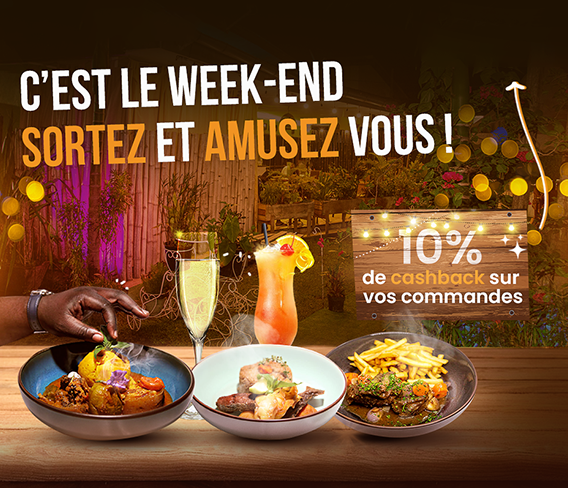 C'EST LE WEEK-END
SORTEZ ET AMUSEZ VOUS !
10%
de cashback sur
vos commandes